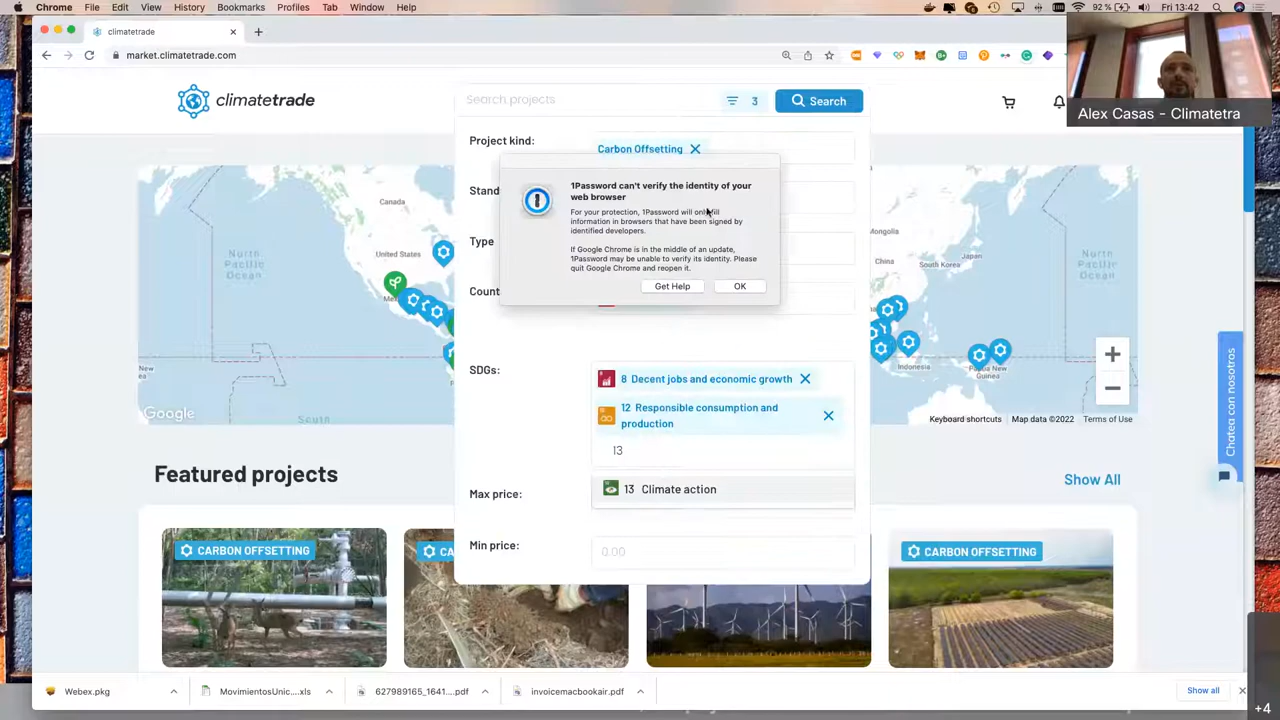 Chrome File Edit View History Bookmarks Profiles Tab Window Help
92 % Fri 13:42
climatetrade
market.climatetrade.com
Alex Casas - Climatetra
climatetrade
Search projects
3
Search
Project kind:
Carbon Offsetting
Stand
Type
Count
1Password can't verify the identity of your
web browser
For your protection, 1Password will only fill
information in browsers that have been signed by
identified developers.
If Google Chrome is in the middle of an update,
1Password may be unable to verify its identity. Please
quit Google Chrome and reopen it.
Get Help
OK
SDGs:
8 Decent jobs and economic growth
12 Responsible consumption and
production
13
13 Climate action
Max price:
Min price:
0.00
Canada
United States
North
Pacific
Ocean
South
Google
Mongolia
China
South Korea
Japan
Indonesia
Papua New
Guinea
North
Pacific
Ocean
Keyboard shortcuts
Map data ©2022
Terms of Use
Chatea con nosotros
Featured projects
Show All
CARBON OFFSETTING
CA
CARBON OFFSETTING
Webex.pkg
MovimientosUnic....xls
627989165_1641....pdf
invoicemacbookair.pdf
Show all
+4